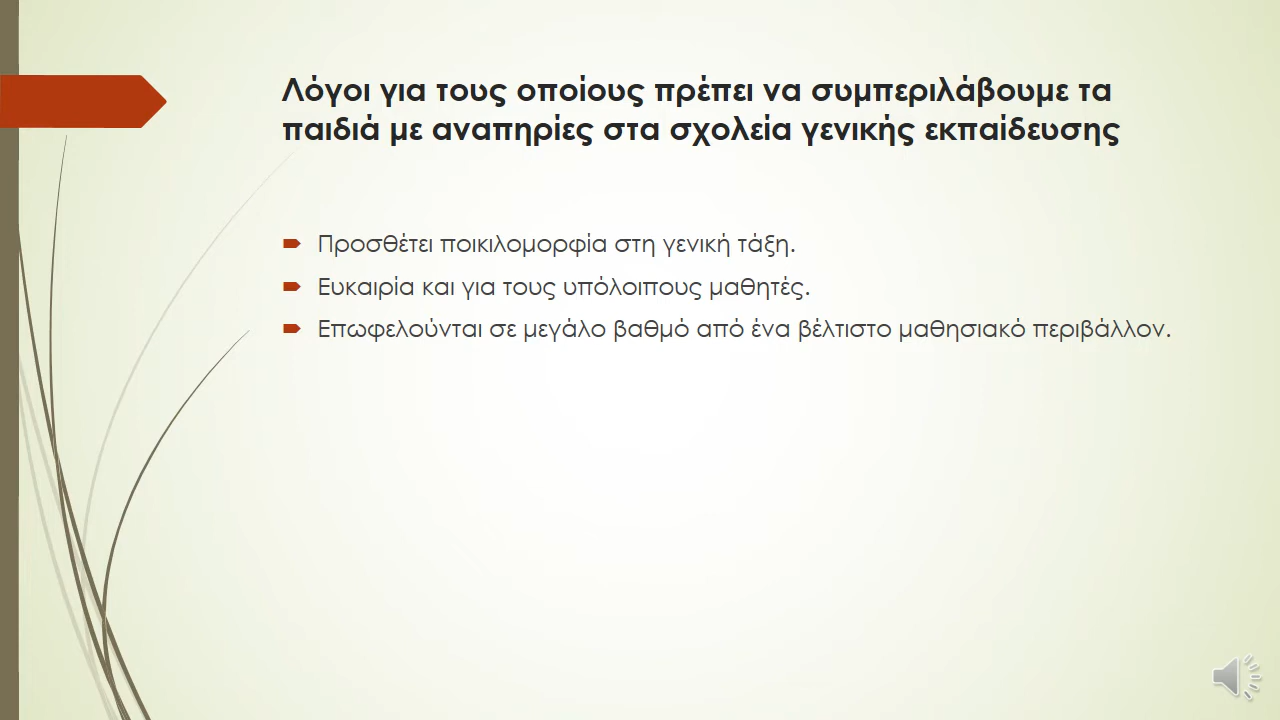 Λόγοι για τους οποίους πρέπει να συμπεριλάβουμε τα
παιδιά με αναπηρίες στα σχολεία γενικής εκπαίδευσης
Προσθέτει ποικιλομορφία στη γενική τάξη.
Ευκαιρία και για τους υπόλοιπους μαθητές.
Επωφελούνται σε μεγάλο βαθμό από ένα βέλτιστο μαθησιακό περιβάλλον.